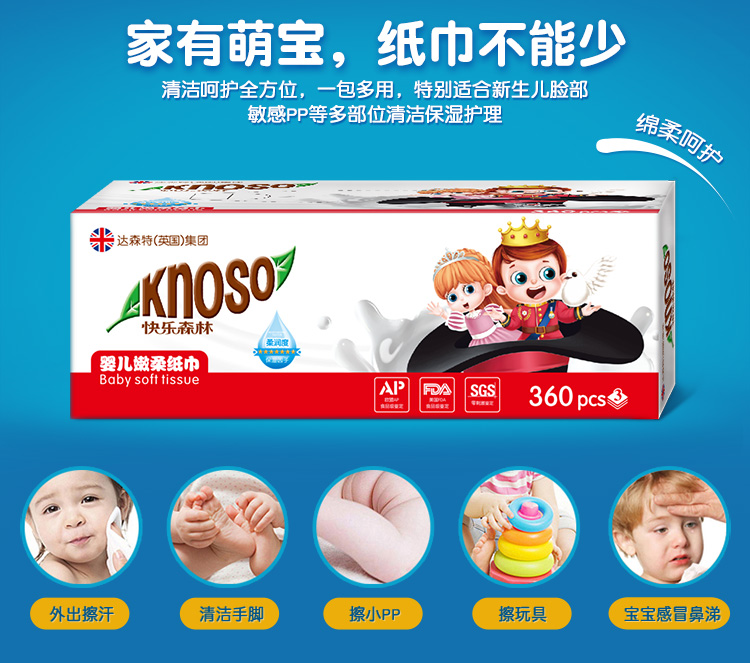 家有萌宝，纸巾不能少
清洁呵护全方位，一包多用，特别适合新生儿脸部
敏感PP等多部位清洁保湿护理
绵柔呵护
KNOSO
360 pcs
达森特(英国)集团
KNOSO
快乐森林
柔润度
婴儿嫩柔纸巾
Baby soft tissue
AP
FDA
SGS
360 pcs 3
外出擦汗
清洁手脚
擦小PP
擦玩具
宝宝感冒鼻涕